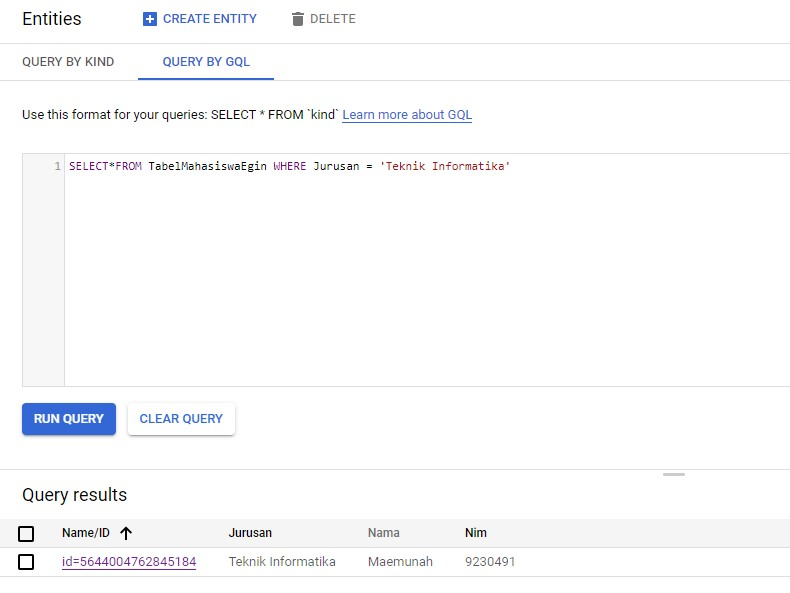 Entities CREATE ENTITY DELETE
QUERY BY KIND QUERY BY GQL
Use this format for your queries: SELECT * FROM `kind` Learn more about GQL
1 SELECT*FROM TabelMahasiswaEgin WHERE Jurusan = 'Teknik Informatika'
RUN QUERY CLEAR QUERY
Query results
Name/ID Jurusan Nama Nim
id=5644004762845184 Teknik Informatika Maemunah 9230491